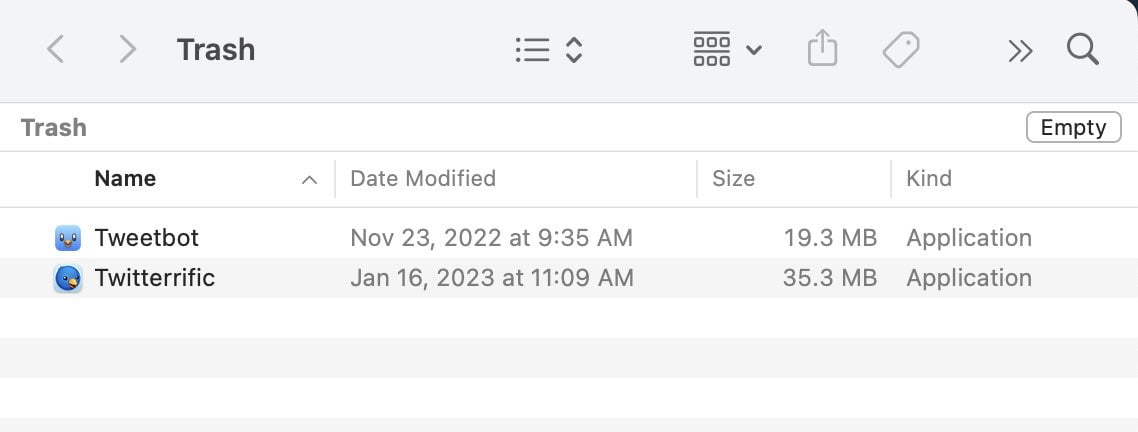 Trash
Trash Empty
Name Date Modified Size Kind
Tweetbot Nov 23, 2022 at 9:35 AM 19.3 MB Application
Twitterrific Jan 16, 2023 at 11:09 AM 35.3 MB Application